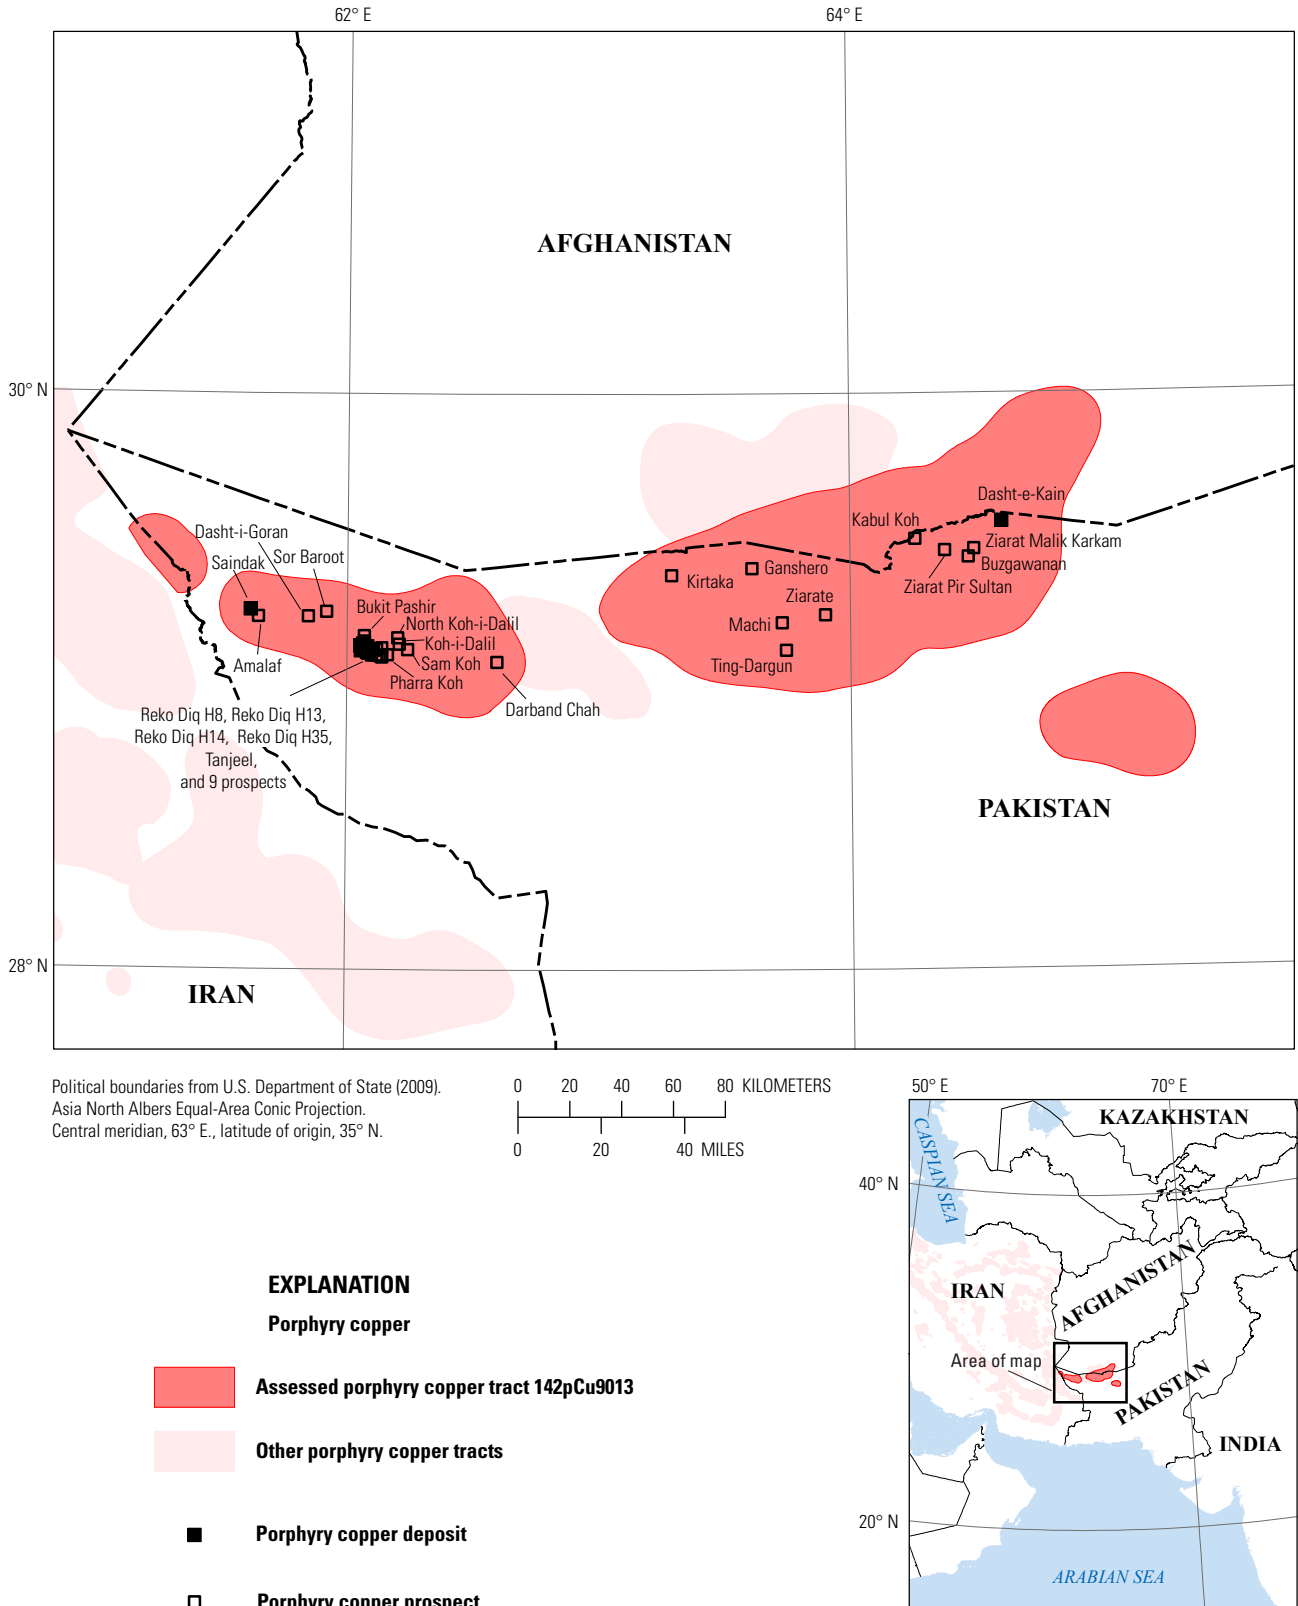 62° E
64° E
AFGHANISTAN
30° N
Dasht-e-Kain
Dasht-i-Goran
Kabul Koh
Sor Baroot
Ziarat Malik Karkam
Saindak
Buzgawanan
Ganshero
Kirtaka
Ziarat Pir Sultan
Ziarate
Bukit Pashir
North Koh-i-Dalil
Machi
Koh-i-Dalil
Amalaf
Sam Koh
Ting-Dargun
Pharra Koh
Darband Chah
Reko Diq H8, Reko Diq H13,
Reko Diq H14, Reko Diq H35,
Tanjeel,
and 9 prospects
PAKISTAN
28° N
IRAN
Political boundaries from U.S. Department of State (2009).
Asia North Albers Equal-Area Conic Projection.
Central meridian, 63° E., latitude of origin, 35° N.
0 20 40 60 80 KILOMETERS
0 20 40 MILES
50° E
70° E
KAZAKHSTAN
CASPIAN SEA
40° N
AFGHANISTAN
IRAN
Area of map
PAKISTAN
INDIA
20° N
ARABIAN SEA
EXPLANATION
Porphyry copper
Assessed porphyry copper tract 142pCu9013
Other porphyry copper tracts
Porphyry copper deposit
Porphyry copper prospect